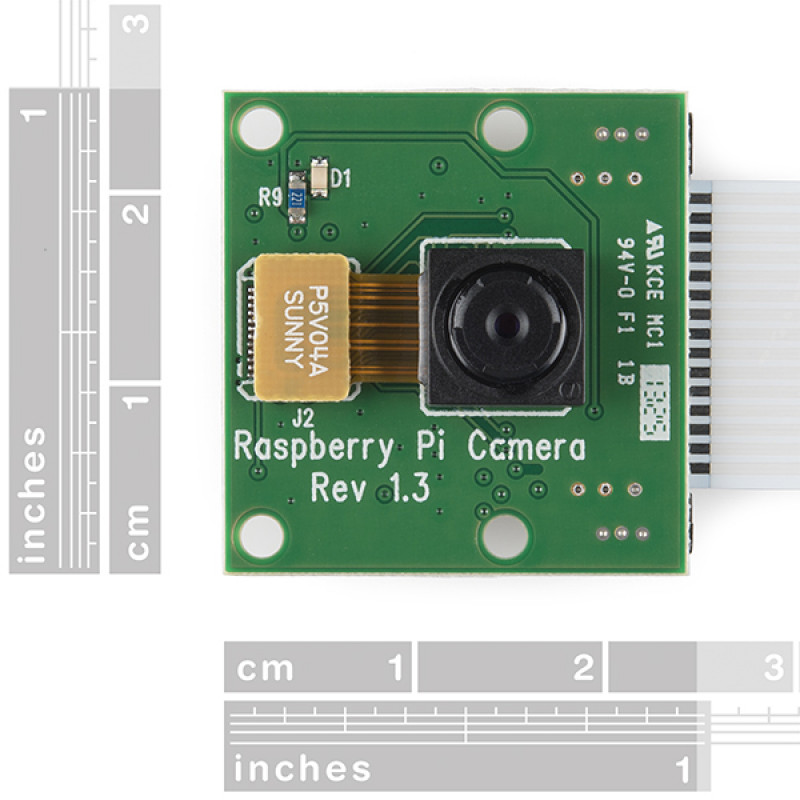 3
1
2
1
inches
cm
R9
D1
KCE MC1
94V-0 F1 1B
1325
P5V04A
SUNNY
J2
Raspberry Pi Camera
Rev 1.3
cm 1 2 3
inches 1